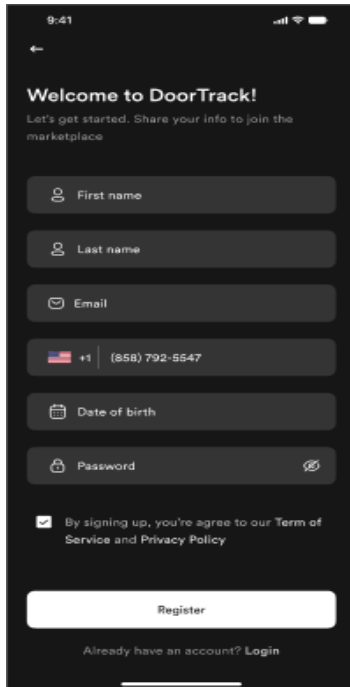 9:41
Welcome to DoorTrack!
Let's get started. Share your info to join the
marketplace
First name
Last name
Email
+1 (858) 792-5547
Date of birth
Password
By signing up, you're agree to our Term of
Service and Privacy Policy
Register
Already have an account? Login